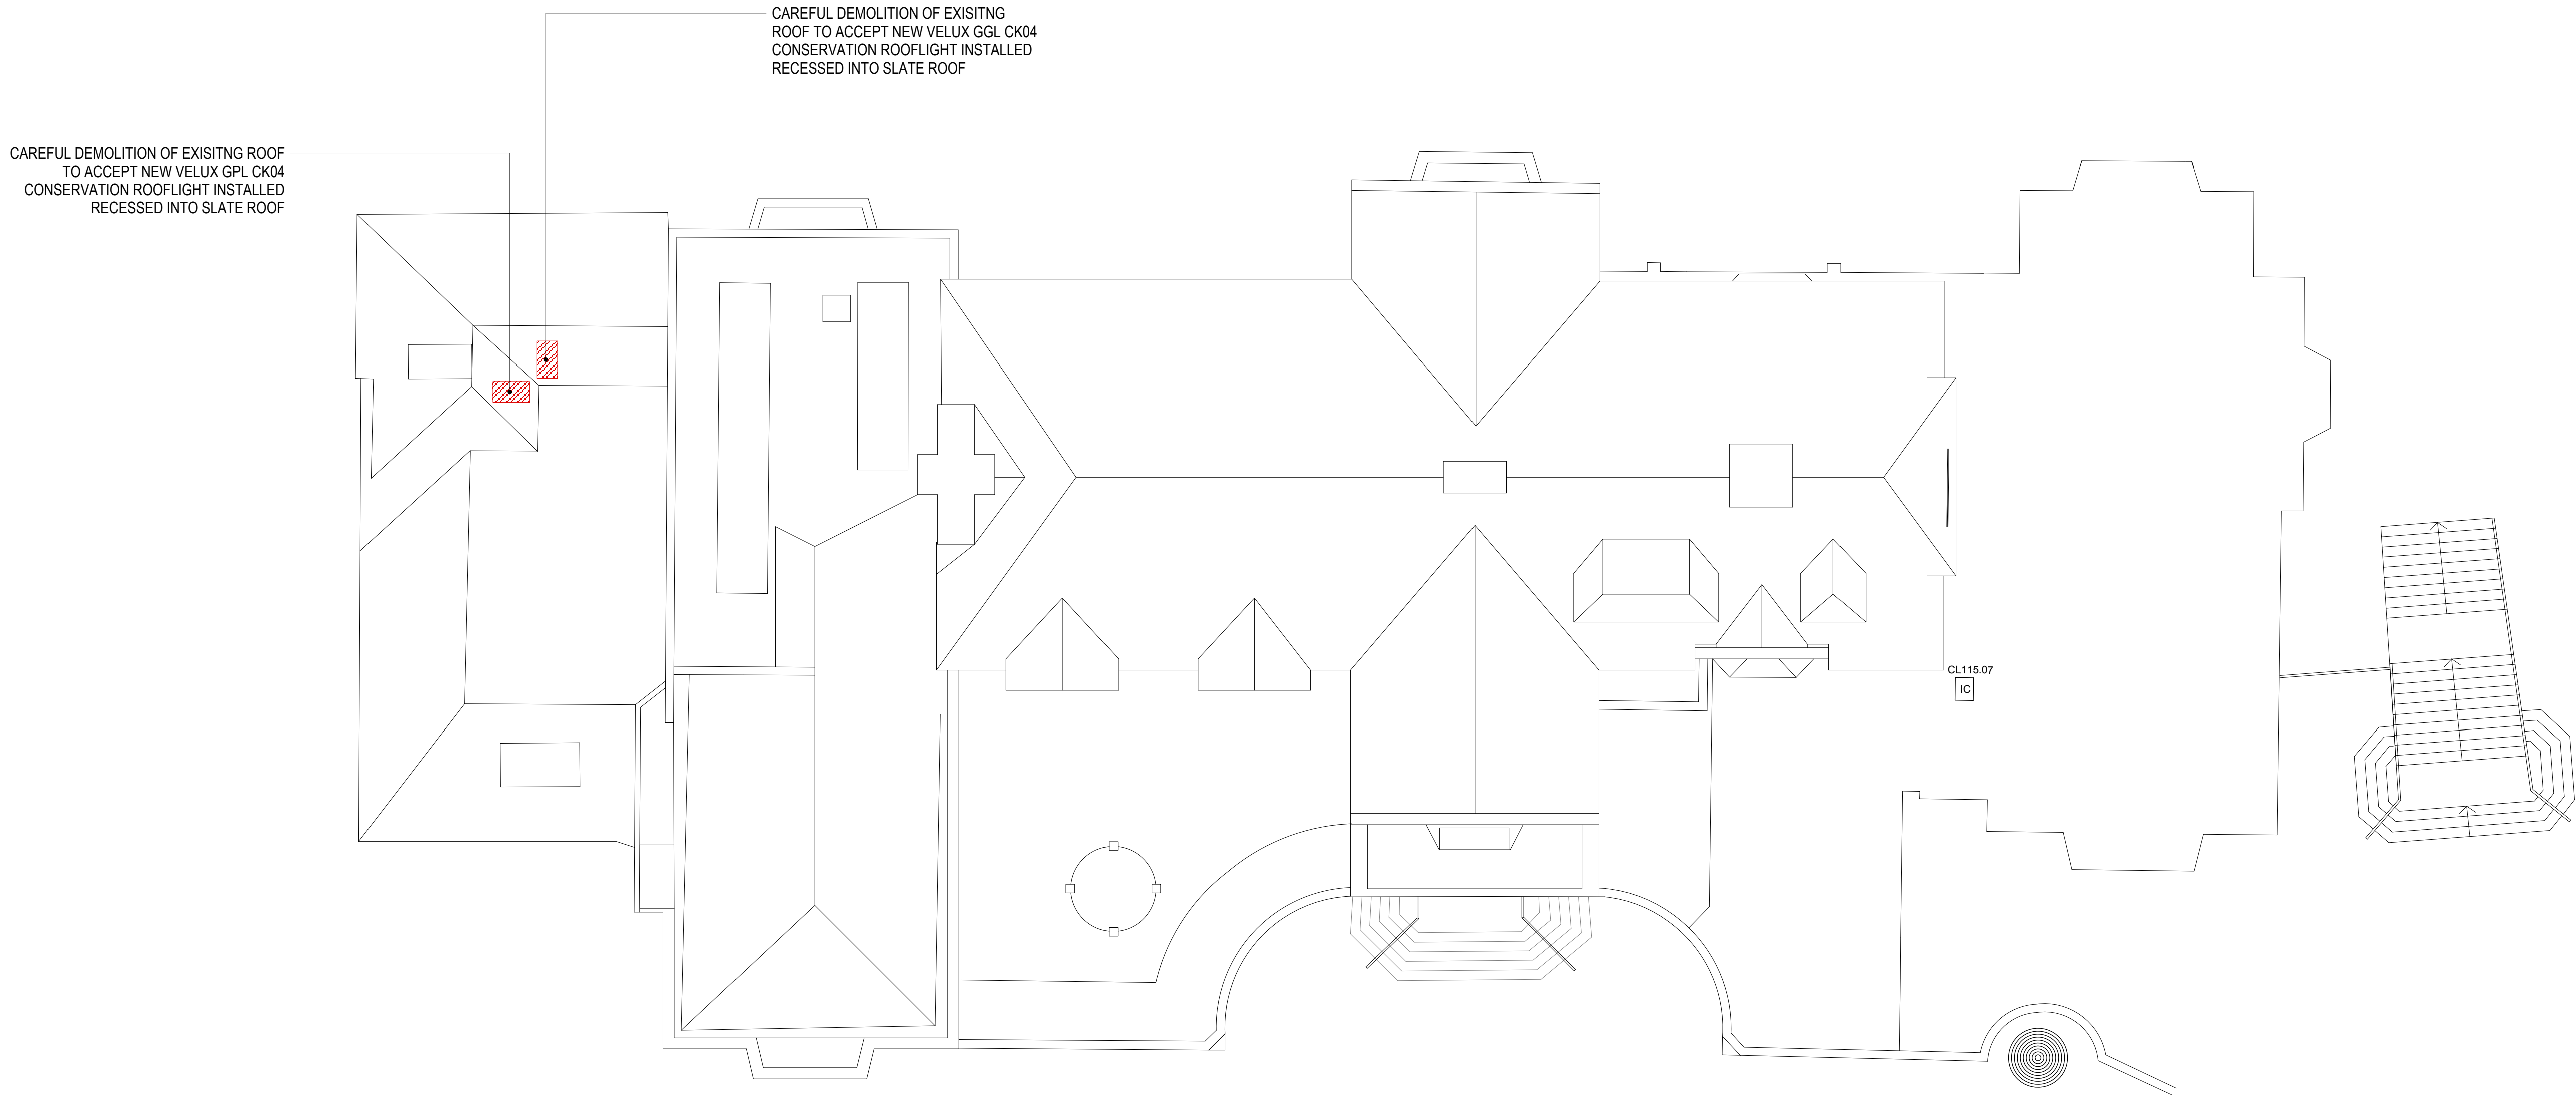 CAREFUL DEMOLITION OF EXISITNG
ROOF TO ACCEPT NEW VELUX GGL CK04
CONSERVATION ROOFLIGHT INSTALLED
RECESSED INTO SLATE ROOF
CAREFUL DEMOLITION OF EXISITNG ROOF
TO ACCEPT NEW VELUX GPL CK04
CONSERVATION ROOFLIGHT INSTALLED
RECESSED INTO SLATE ROOF
CL115.07
IC